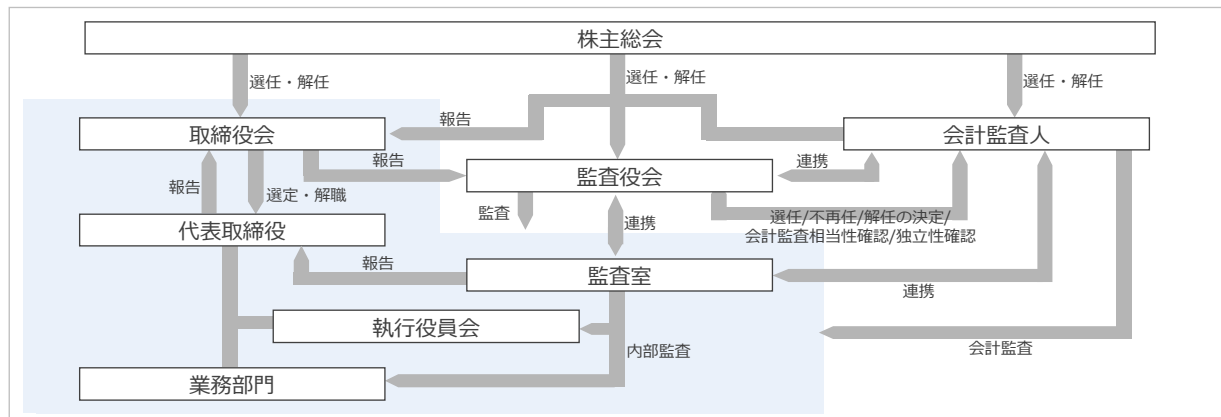 株主総会
選任・解任
選任・解任
選任・解任
報告
取締役会
会計監査人
報告
連携
監査役会
報告
選定・解職
監査
連携
選任/不再任/解任の決定/
会計監査相当性確認/独立性確認
代表取締役
報告
監査室
連携
執行役員会
内部監査
会計監査
業務部門